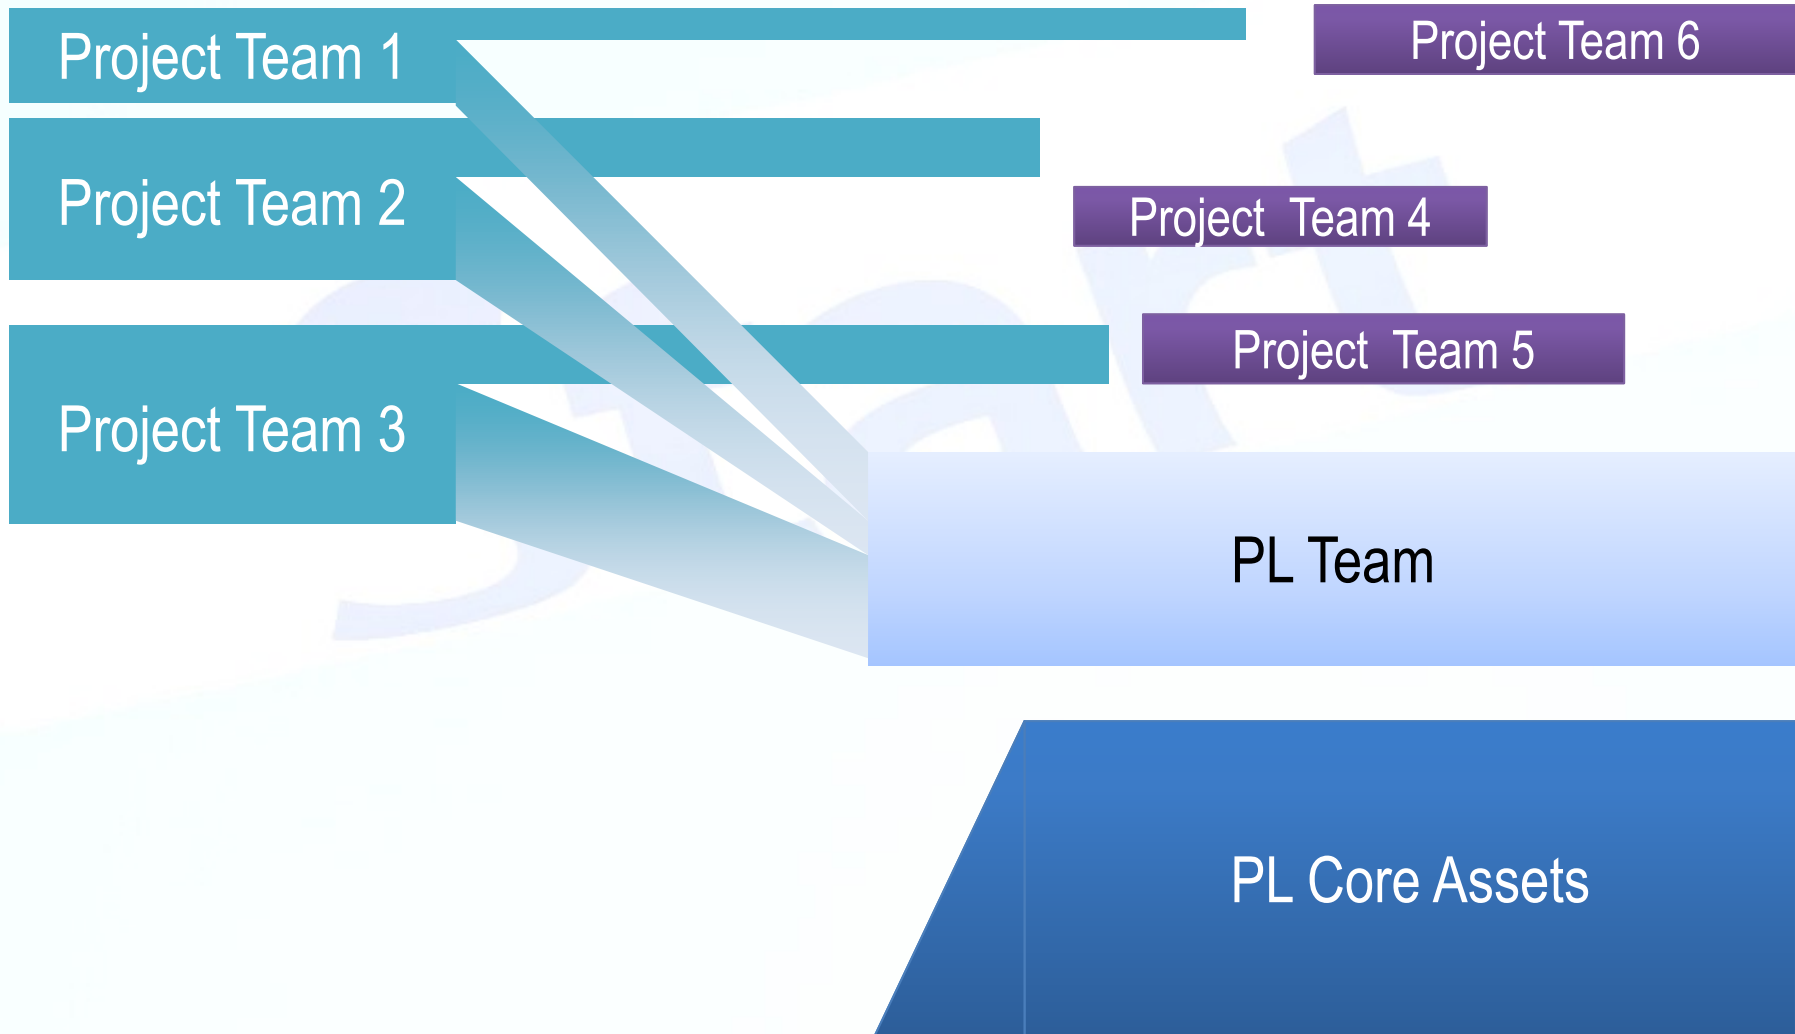 Project Team 1
Project Team 6
Project Team 2
Project Team 4
Project Team 5
Project Team 3
PL Team
PL Core Assets
Start